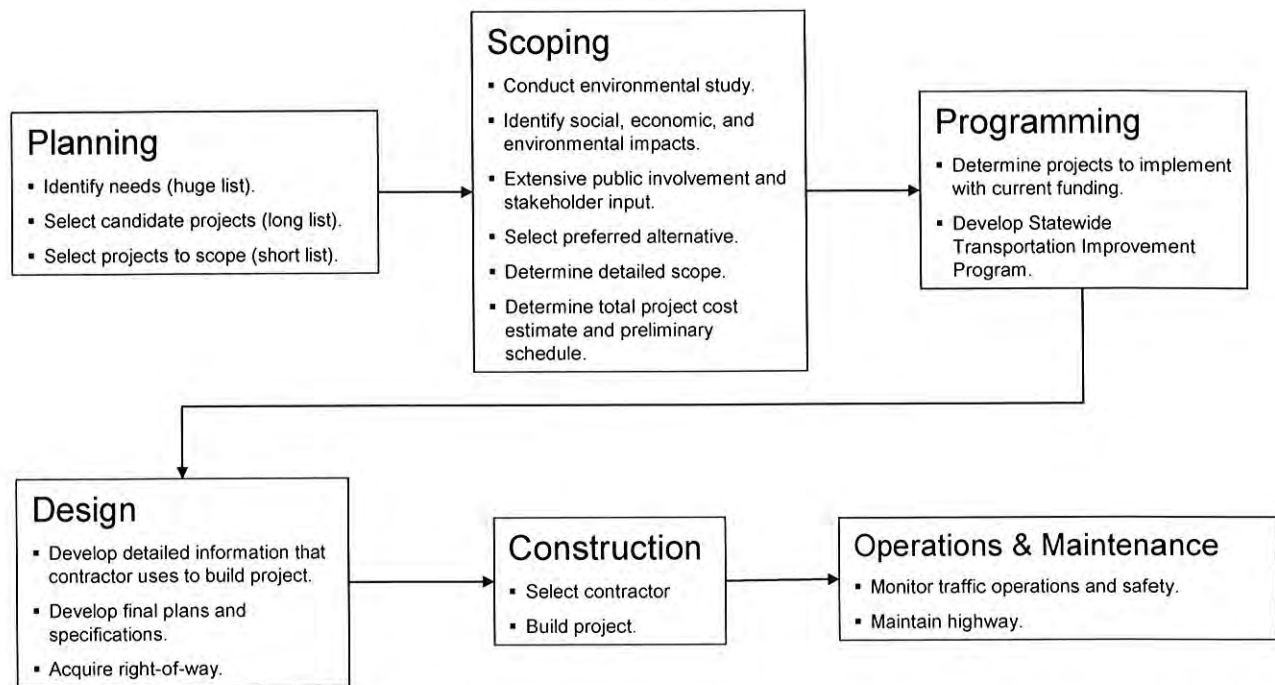 Planning
▪ Identify needs (huge list).
▪ Select candidate projects (long list).
▪ Select projects to scope (short list).
Scoping
▪ Conduct environmental study.
▪ Identify social, economic, and
environmental impacts.
▪ Extensive public involvement and
stakeholder input.
▪ Select preferred alternative.
▪ Determine detailed scope.
▪ Determine total project cost
estimate and preliminary
schedule.
Programming
▪ Determine projects to implement
with current funding.
▪ Develop Statewide
Transportation Improvement
Program.
Design
▪ Develop detailed information that
contractor uses to build project.
▪ Develop final plans and
specifications.
▪ Acquire right-of-way.
Construction
▪ Select contractor
▪ Build project.
Operations & Maintenance
▪ Monitor traffic operations and safety.
▪ Maintain highway.